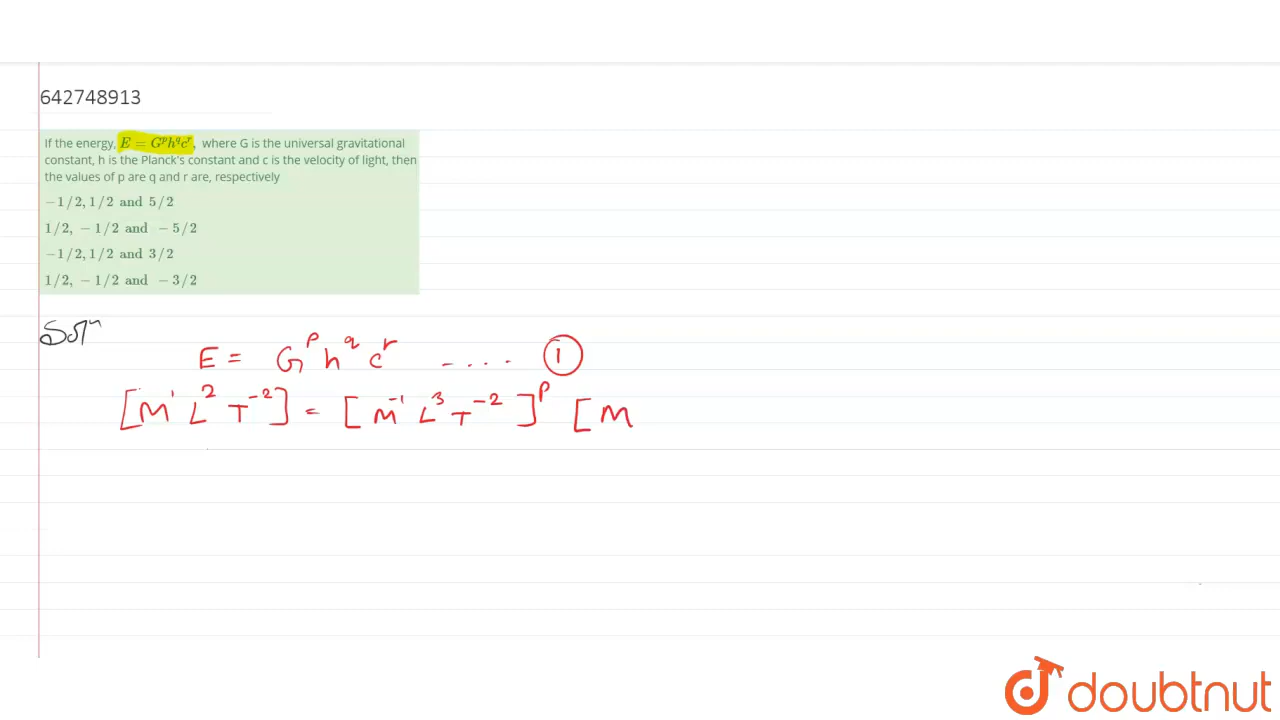 642748913
If the energy, E = GᵖhᑫcΓ, where G is the universal gravitational
constant, h is the Planck's constant and c is the velocity of light, then
the values of p are q and r are, respectively
−1/2, 1/2 and 5/2
1/2, −1/2 and −5/2
−1/2, 1/2 and 3/2
1/2, −1/2 and −3/2
Solⁿ
E = G^p h^q c^r ----. ①
[M^1 L^2 T^-2] = [M^-1 L^3 T^-2]^p [M
doubtnut